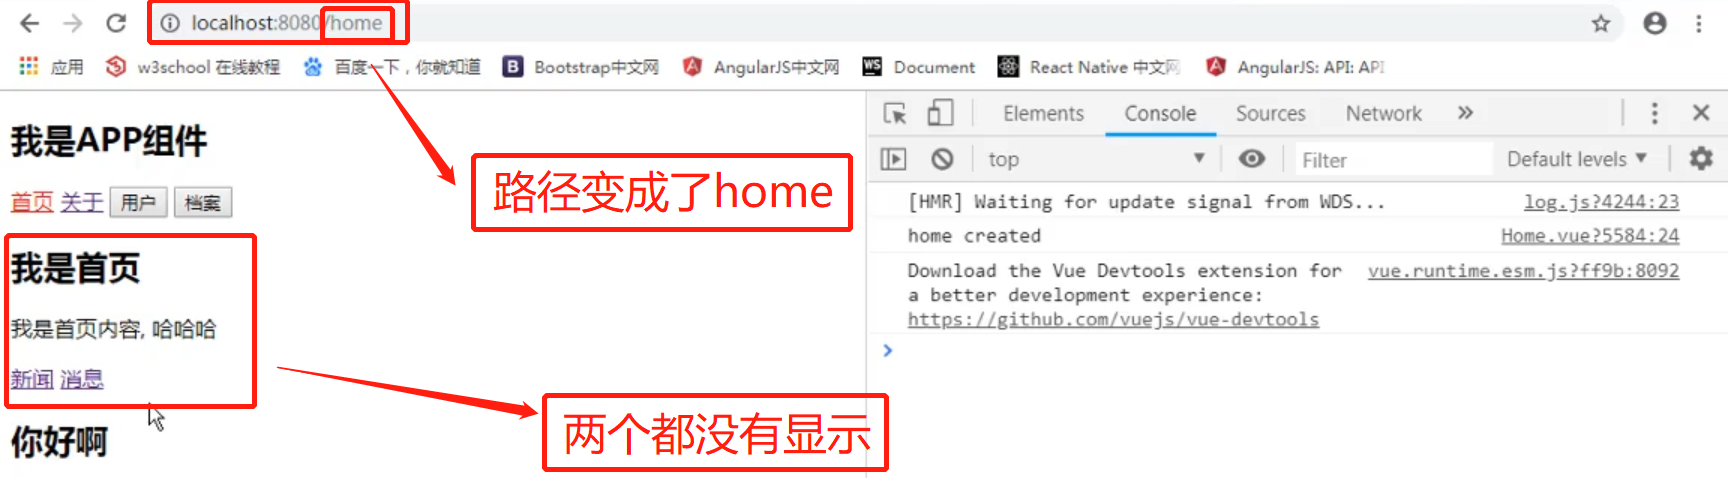 localhost:8080/home
应用 w3school 在线教程 百度一下，你就知道 Bootstrap中文网 AngularJS中文网 WS Document React Native 中文网 AngularJS: API: API
Elements Console Sources Network
top Filter Default levels
我是APP组件
首页 关于 用户 档案
路径变成了home
[HMR] Waiting for update signal from WDS... log.js?4244:23
home created Home.vue?5584:24
Download the Vue Devtools extension for vue.runtime.esm.js?ff9b:8092
a better development experience:
https://github.com/vuejs/vue-devtools
我是首页
我是首页内容, 哈哈哈
新闻 消息
两个都没有显示
你好啊